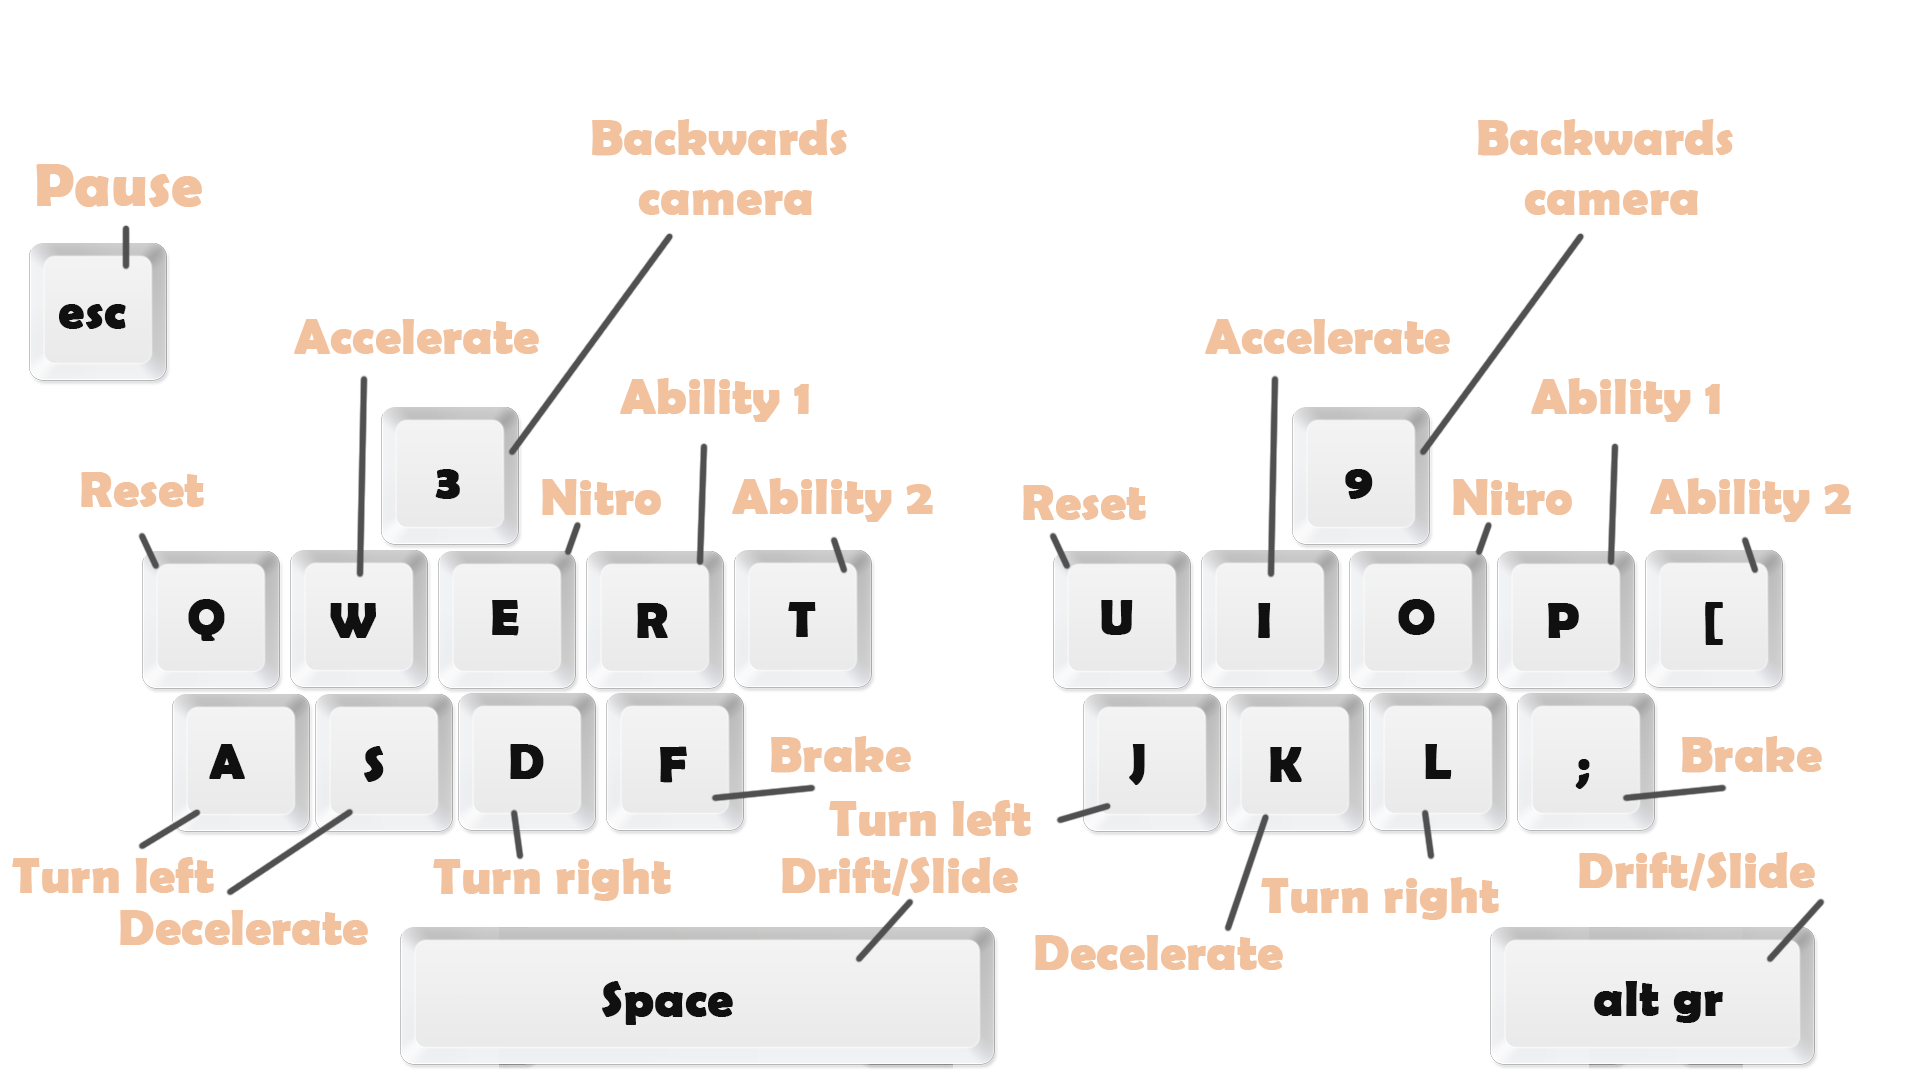 Backwards
camera
Backwards
camera
Pause
esc
Accelerate
Accelerate
Ability 1
Ability 1
3
9
Reset
Nitro
Ability 2
Reset
Nitro
Ability 2
Q W E R T
U I O P [
A S D F
J K L ;
Brake
Brake
Turn left
Turn left
Turn right
Drift/Slide
Turn right
Drift/Slide
Decelerate
Decelerate
Space
alt gr